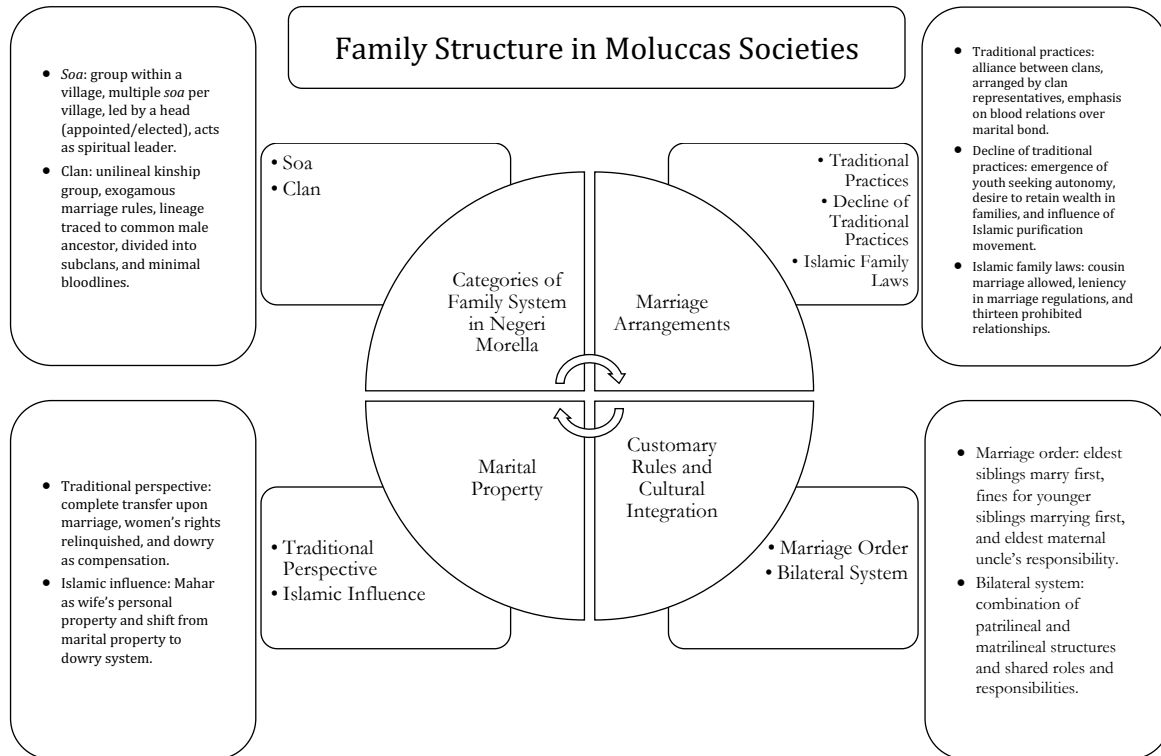 Family Structure in Moluccas Societies
• Soa: group within a
village, multiple soa per
village, led by a head
(appointed/elected), acts
as spiritual leader.
• Clan: unilineal kinship
group, exogamous
marriage rules, lineage
traced to common male
ancestor, divided into
subclans, and minimal
bloodlines.
• Soa
• Clan
Categories of
Family System
in Negeri
Morella
• Traditional
Practices
• Decline of
Traditional
Practices
• Islamic Family
Laws
Marriage
Arrangements
• Traditional practices:
alliance between clans,
arranged by clan
representatives, emphasis
on blood relations over
marital bond.
• Decline of traditional
practices: emergence of
youth seeking autonomy,
desire to retain wealth in
families, and influence of
Islamic purification
movement.
• Islamic family laws: cousin
marriage allowed, leniency
in marriage regulations, and
thirteen prohibited
relationships.
• Traditional perspective:
complete transfer upon
marriage, women's rights
relinquished, and dowry
as compensation.
• Islamic influence: Mahar
as wife's personal
property and shift from
marital property to
dowry system.
• Traditional
Perspective
• Islamic Influence
Marital
Property
Customary
Rules and
Cultural
Integration
• Marriage Order
• Bilateral System
• Marriage order: eldest
siblings marry first,
fines for younger
siblings marrying first,
and eldest maternal
uncle's responsibility.
• Bilateral system:
combination of
patrilineal and
matrilineal structures
and shared roles and
responsibilities.